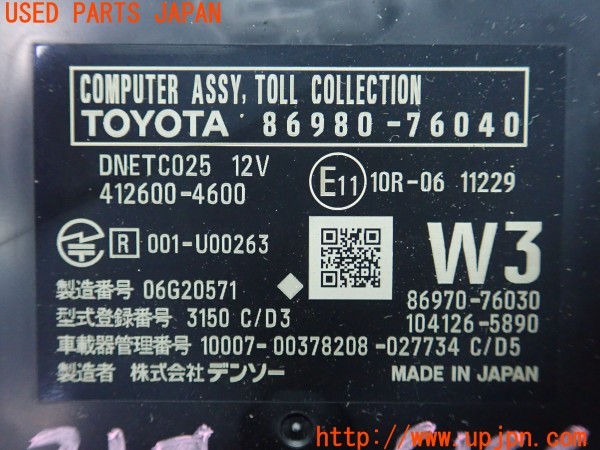 USED PARTS JAPAN
COMPUTER ASSY, TOLL COLLECTION
TOYOTA 86980-76040
DNETC025 12V
412600-4600
E11 10R-06 11229
R 001-U00263
W3
製造番号 06G20571
86970-76030
型式登録番号 3150 C/D3
104126-5890
車載器管理番号 10007-00378208-027734 C/D5
製造者 株式会社デンソー
MADE IN JAPAN
http://www.upjpn.com